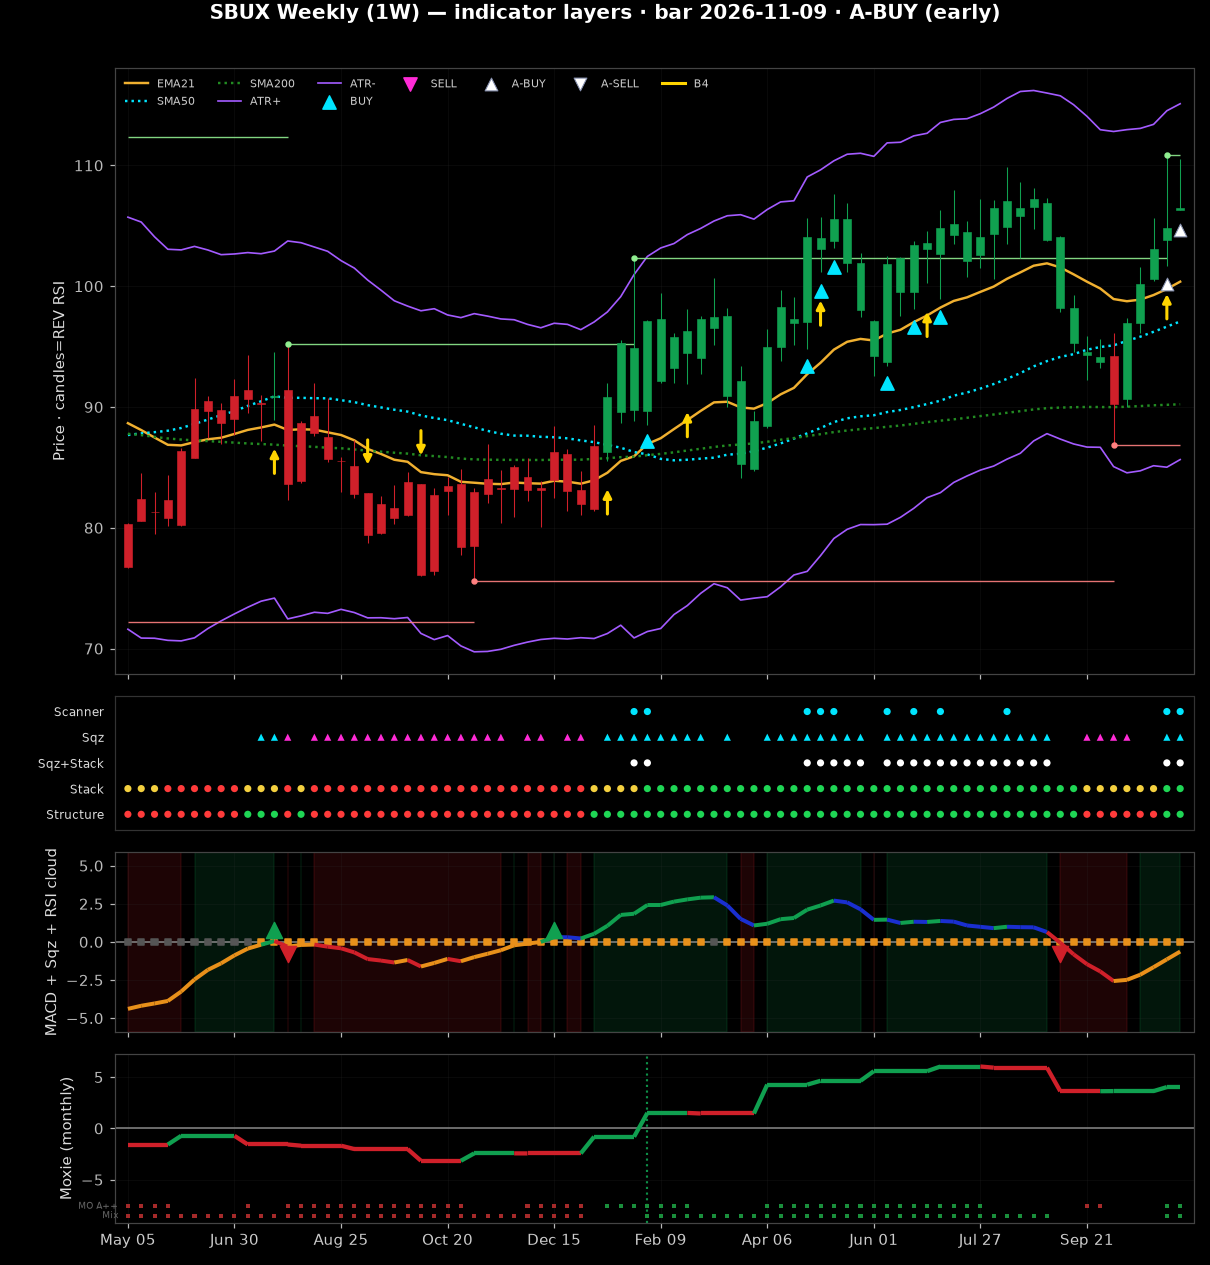 SBUX Weekly (1W) — indicator layers · bar 2026-11-09 · A-BUY (early)
EMA21 SMA200 ATR- SELL A-BUY A-SELL B4
SMA50 ATR+ BUY
Price · candles=REV RSI
110
100
90
80
70
Scanner
Sqz
Sqz+Stack
Stack
Structure
MACD + Sqz + RSI cloud
5.0
2.5
0.0
−2.5
−5.0
Moxie (monthly)
5
0
−5
MO A++
Mix
May 05 Jun 30 Aug 25 Oct 20 Dec 15 Feb 09 Apr 06 Jun 01 Jul 27 Sep 21